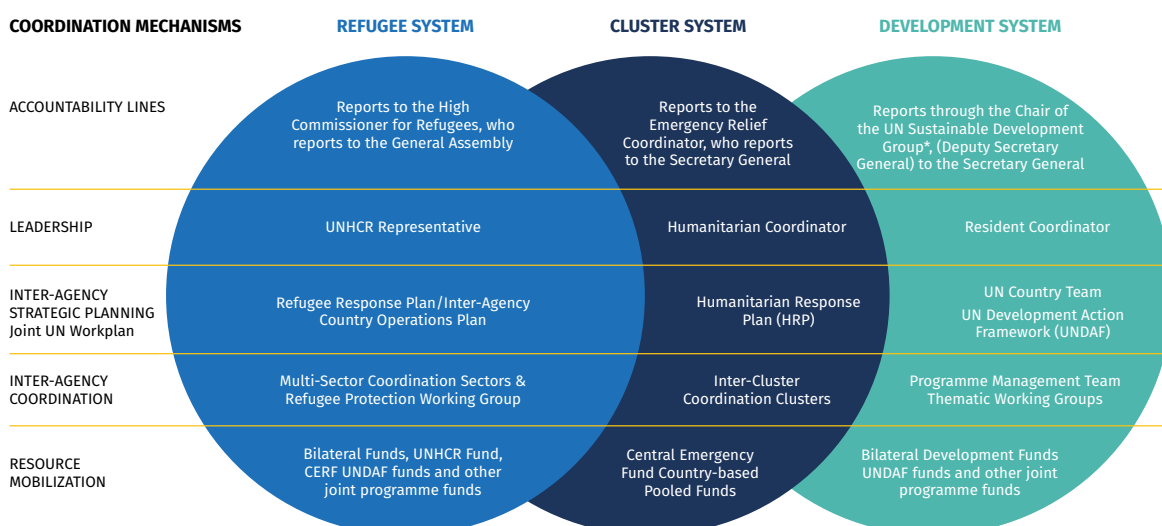 COORDINATION MECHANISMS
REFUGEE SYSTEM
CLUSTER SYSTEM
DEVELOPMENT SYSTEM
ACCOUNTABILITY LINES
Reports to the High
Commissioner for Refugees, who
reports to the General Assembly
Reports to the
Emergency Relief
Coordinator, who reports
to the Secretary General
Reports through the Chair of
the UN Sustainable Development
Group*, (Deputy Secretary
General) to the Secretary General
LEADERSHIP
UNHCR Representative
Humanitarian Coordinator
Resident Coordinator
INTER-AGENCY
STRATEGIC PLANNING
Joint UN Workplan
Refugee Response Plan/Inter-Agency
Country Operations Plan
Humanitarian Response
Plan (HRP)
UN Country Team
UN Development Action
Framework (UNDAF)
INTER-AGENCY
COORDINATION
Multi-Sector Coordination Sectors &
Refugee Protection Working Group
Inter-Cluster
Coordination Clusters
Programme Management Team
Thematic Working Groups
RESOURCE
MOBILIZATION
Bilateral Funds, UNHCR Fund,
CERF UNDAF funds and other
joint programme funds
Central Emergency
Fund Country-based
Pooled Funds
Bilateral Development Funds
UNDAF funds and other joint
programme funds